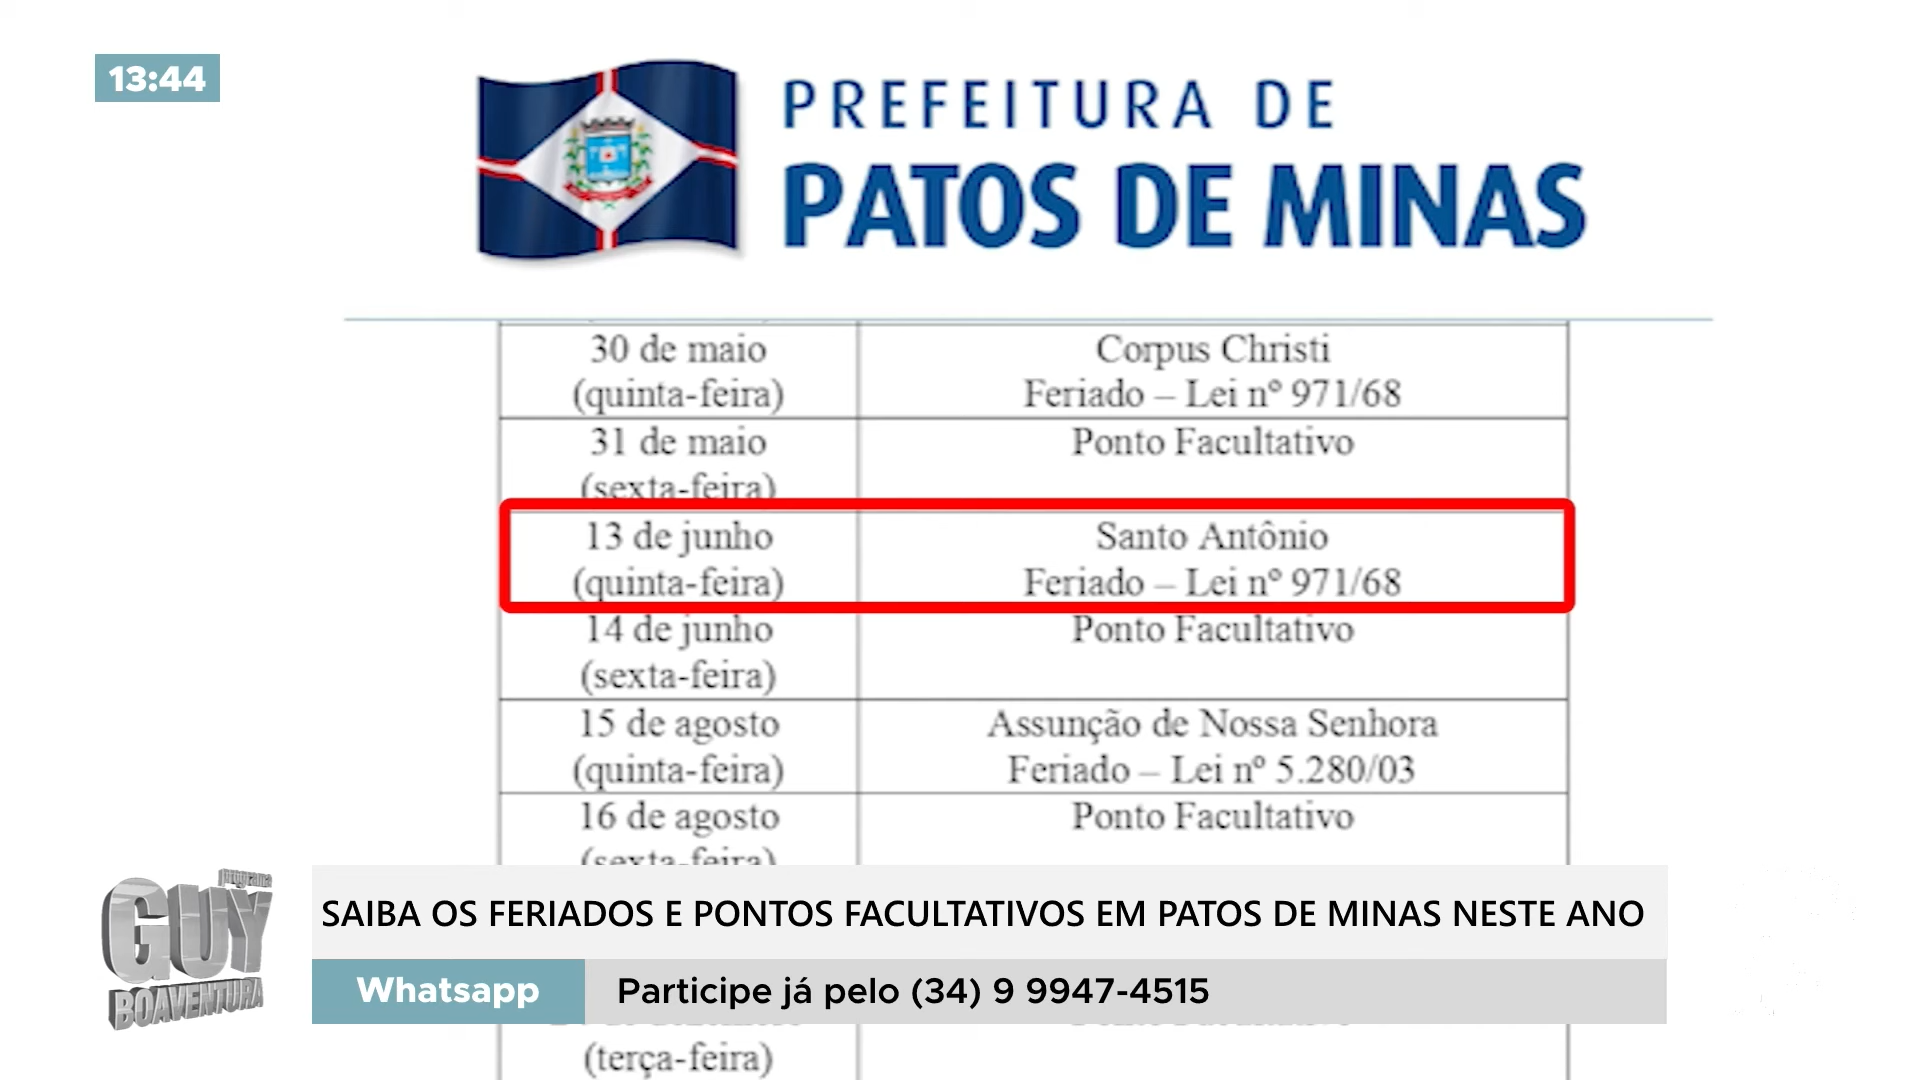 13:44
PREFEITURA DE
PATOS DE MINAS
30 de maio
(quinta-feira)
Corpus Christi
Feriado – Lei nº 971/68
31 de maio
(sexta-feira)
Ponto Facultativo
13 de junho
(quinta-feira)
Santo Antônio
Feriado – Lei nº 971/68
14 de junho
(sexta-feira)
Ponto Facultativo
15 de agosto
(quinta-feira)
Assunção de Nossa Senhora
Feriado – Lei nº 5.280/03
16 de agosto
(sexta-feira)
Ponto Facultativo
programa
GUY
BOAVENTURA
SAIBA OS FERIADOS E PONTOS FACULTATIVOS EM PATOS DE MINAS NESTE ANO
Whatsapp
Participe já pelo (34) 9 9947-4515
(terça-feira)